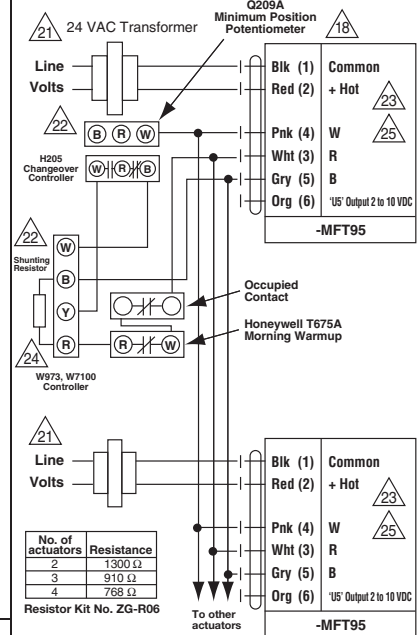 Q209A
Minimum Position
Potentiometer
21
24 VAC Transformer
18
Line
Volts
Blk (1) Common
Red (2) + Hot
23
22
B R W
Pnk (4) W
25
H205
Changeover
Controller
W R B
Wht (3) R
Gry (5) B
Org (6) 'U5' Output 2 to 10 VDC
-MFT95
22
Shunting
Resistor
W
B
Y
R
24
W973, W7100
Controller
Occupied
Contact
Honeywell T675A
Morning Warmup
R W
21
Line
Volts
Blk (1) Common
Red (2) + Hot
23
Pnk (4) W
25
Wht (3) R
Gry (5) B
Org (6) 'U5' Output 2 to 10 VDC
-MFT95
No. of
actuators Resistance
2 1300 Ω
3 910 Ω
4 768 Ω
Resistor Kit No. ZG-R06
To other
actuators